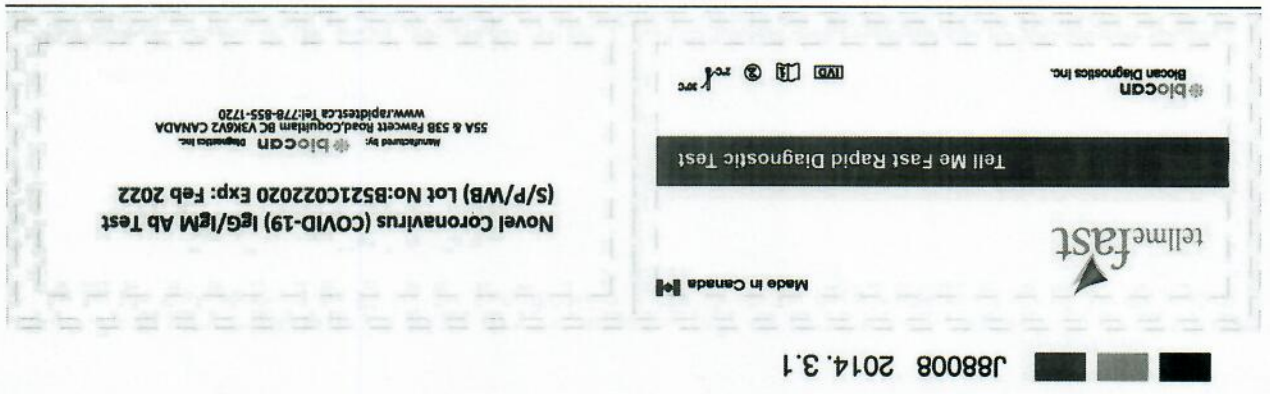 J88008 2014. 3.1
Made in Canada
tellmefast
Tell Me Fast Rapid Diagnostic Test
biocan
Biocan Diagnostics Inc.
IVD
2
2°C
30°C
Novel Coronavirus (COVID-19) IgG/IgM Ab Test
(S/P/WB) Lot No:B521C022020 Exp: Feb 2022
Manufactured by: biocan Diagnostics Inc.
55A & 53B Fawcett Road,Coquitlam BC V3K6V2 CANADA
www.rapidtest.ca Tel:778-855-1720